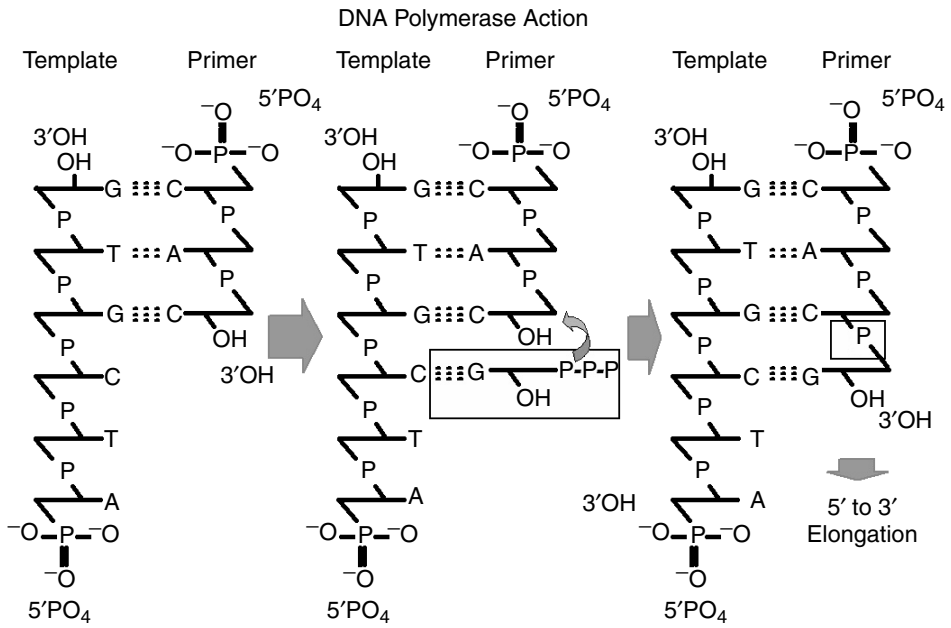 DNA Polymerase Action
Template Primer Template Primer Template Primer
5′PO4 5′PO4 5′PO4
−O −O −O
3′OH 3′OH 3′OH
OH −O P −O OH −O P −O OH −O P −O
G C G C G C
P P P P P P
T A T A T A
P P P P P P
G C G C G C
OH OH
P P P P
3′OH
C C G P-P-P C G
OH OH
P P P 3′OH
T T T
P P P
A A A
3′OH 5′ to 3′
−O P −O −O P −O −O P −O Elongation
−O −O −O
5′PO4 5′PO4 5′PO4